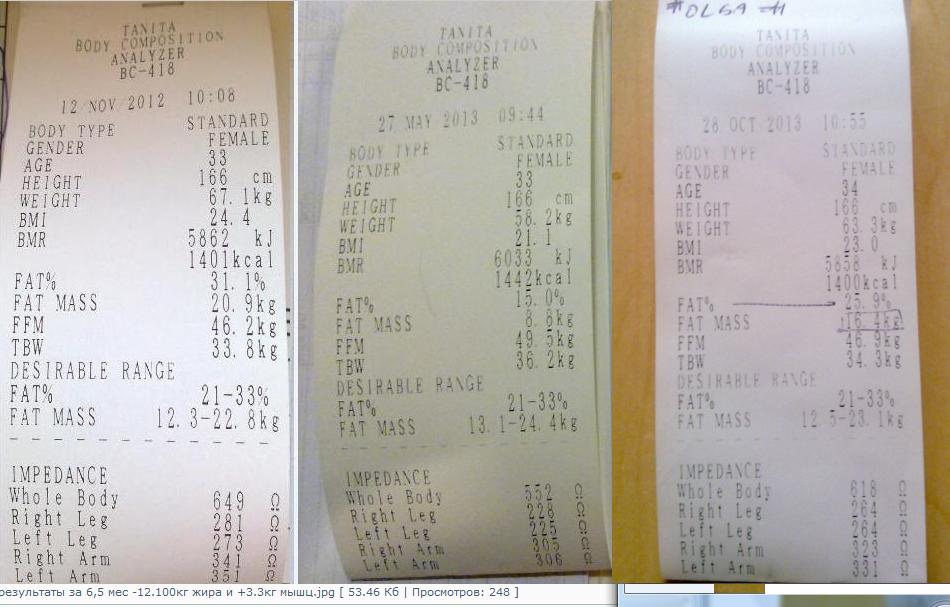 TANITA
BODY COMPOSITION
ANALYZER
BC-418
12 NOV 2012 10:08
BODY TYPE STANDARD
GENDER FEMALE
AGE 33
HEIGHT 166 cm
WEIGHT 67.1kg
BMI 24.4
BMR 5862 kJ
1401kcal
FAT% 31.1%
FAT MASS 20.9kg
FFM 46.2kg
TBW 33.8kg
DESIRABLE RANGE
FAT% 21-33%
FAT MASS 12.3-22.8kg
IMPEDANCE
Whole Body 649 Ω
Right Leg 281 Ω
Left Leg 273 Ω
Right Arm 341 Ω
Left Arm 351 Ω
TANITA
BODY COMPOSITION
ANALYZER
BC-418
27 MAY 2013 09:44
BODY TYPE STANDARD
GENDER FEMALE
AGE 33
HEIGHT 166 cm
WEIGHT 58.2kg
BMI 21.1
BMR 6033 kJ
1442kcal
FAT% 15.0%
FAT MASS 8.8kg
FFM 49.5kg
TBW 36.2kg
DESIRABLE RANGE
FAT% 21-33%
FAT MASS 13.1-24.4kg
IMPEDANCE
Whole Body 552 Ω
Right Leg 228 Ω
Left Leg 225 Ω
Right Arm 305 Ω
Left Arm 306 Ω
TANITA
BODY COMPOSITION
ANALYZER
BC-418
28 OCT 2013 10:55
BODY TYPE STANDARD
GENDER FEMALE
AGE 34
HEIGHT 166 cm
WEIGHT 63.3kg
BMI 23.0
BMR 5858 kJ
1400kcal
FAT% 25.9%
FAT MASS 16.4kg
FFM 46.9kg
TBW 34.3kg
DESIRABLE RANGE
FAT% 21-33%
FAT MASS 12.5-23.1kg
IMPEDANCE
Whole Body 618 Ω
Right Leg 264 Ω
Left Leg 264 Ω
Right Arm 323 Ω
Left Arm 331 Ω
результаты за 6,5 мес -12.100кг жира и +3.3кг мышц.jpg [ 53.46 Кб | Просмотров: 248 ]